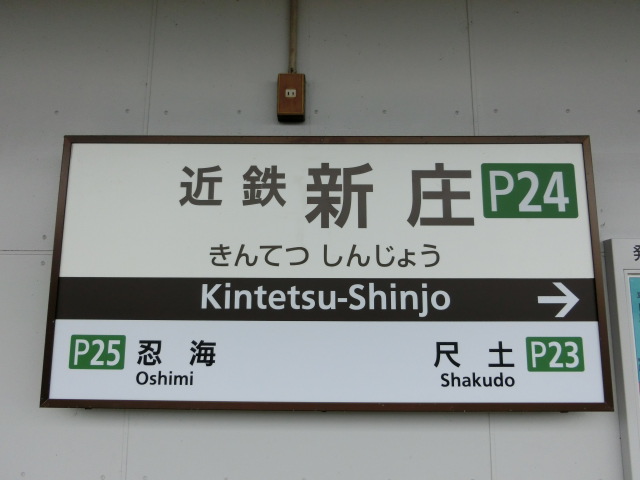 近鉄 新庄 P24
きんてつ しんじょう
Kintetsu-Shinjo →
P25 忍海 尺土 P23
Oshimi Shakudo
発